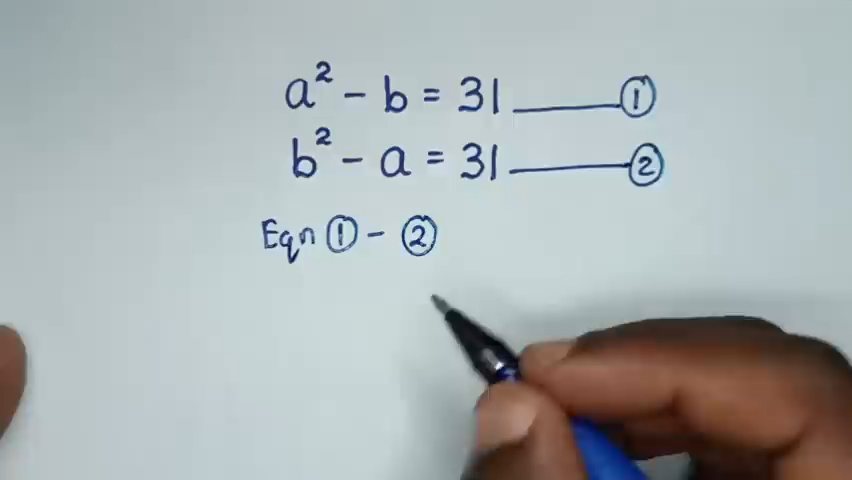 a² - b = 31 ——— ①
b² - a = 31 ——— ②
Eqn ① - ②